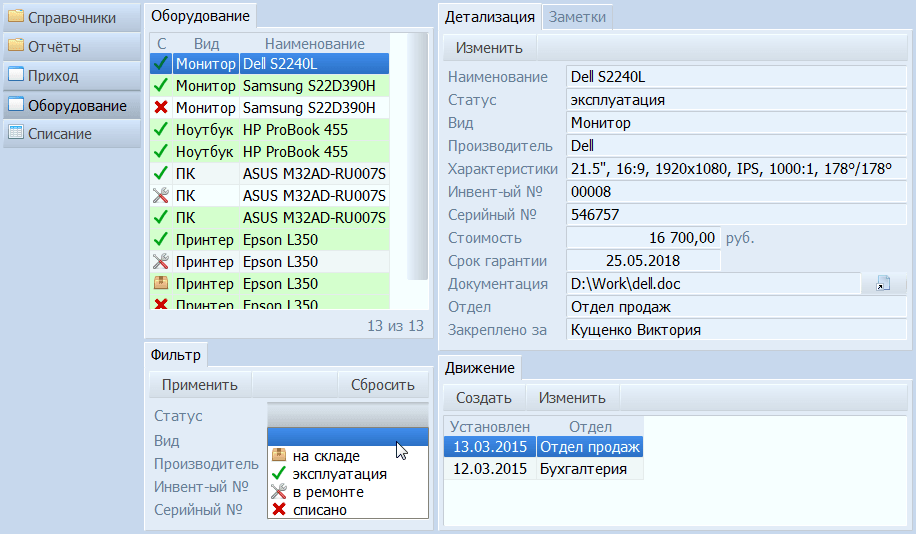 Справочники
Отчёты
Приход
Оборудование
Списание
Оборудование
С Вид Наименование
Монитор Dell S2240L
Монитор Samsung S22D390H
Монитор Samsung S22D390H
Ноутбук HP ProBook 455
Ноутбук HP ProBook 455
ПК ASUS M32AD-RU007S
ПК ASUS M32AD-RU007S
ПК ASUS M32AD-RU007S
Принтер Epson L350
Принтер Epson L350
Принтер Epson L350
Принтер Epson L350
13 из 13
Фильтр
Применить Сбросить
Статус
Вид
Производитель
Инвент-ый №
Серийный №
на складе
эксплуатация
в ремонте
списано
Детализация Заметки
Изменить
Наименование Dell S2240L
Статус эксплуатация
Вид Монитор
Производитель Dell
Характеристики 21.5", 16:9, 1920x1080, IPS, 1000:1, 178º/178º
Инвент-ый № 00008
Серийный № 546757
Стоимость 16 700,00 руб.
Срок гарантии 25.05.2018
Документация D:\Work\dell.doc
Отдел Отдел продаж
Закреплено за Кущенко Виктория
Движение
Создать Изменить
Установлен Отдел
13.03.2015 Отдел продаж
12.03.2015 Бухгалтерия